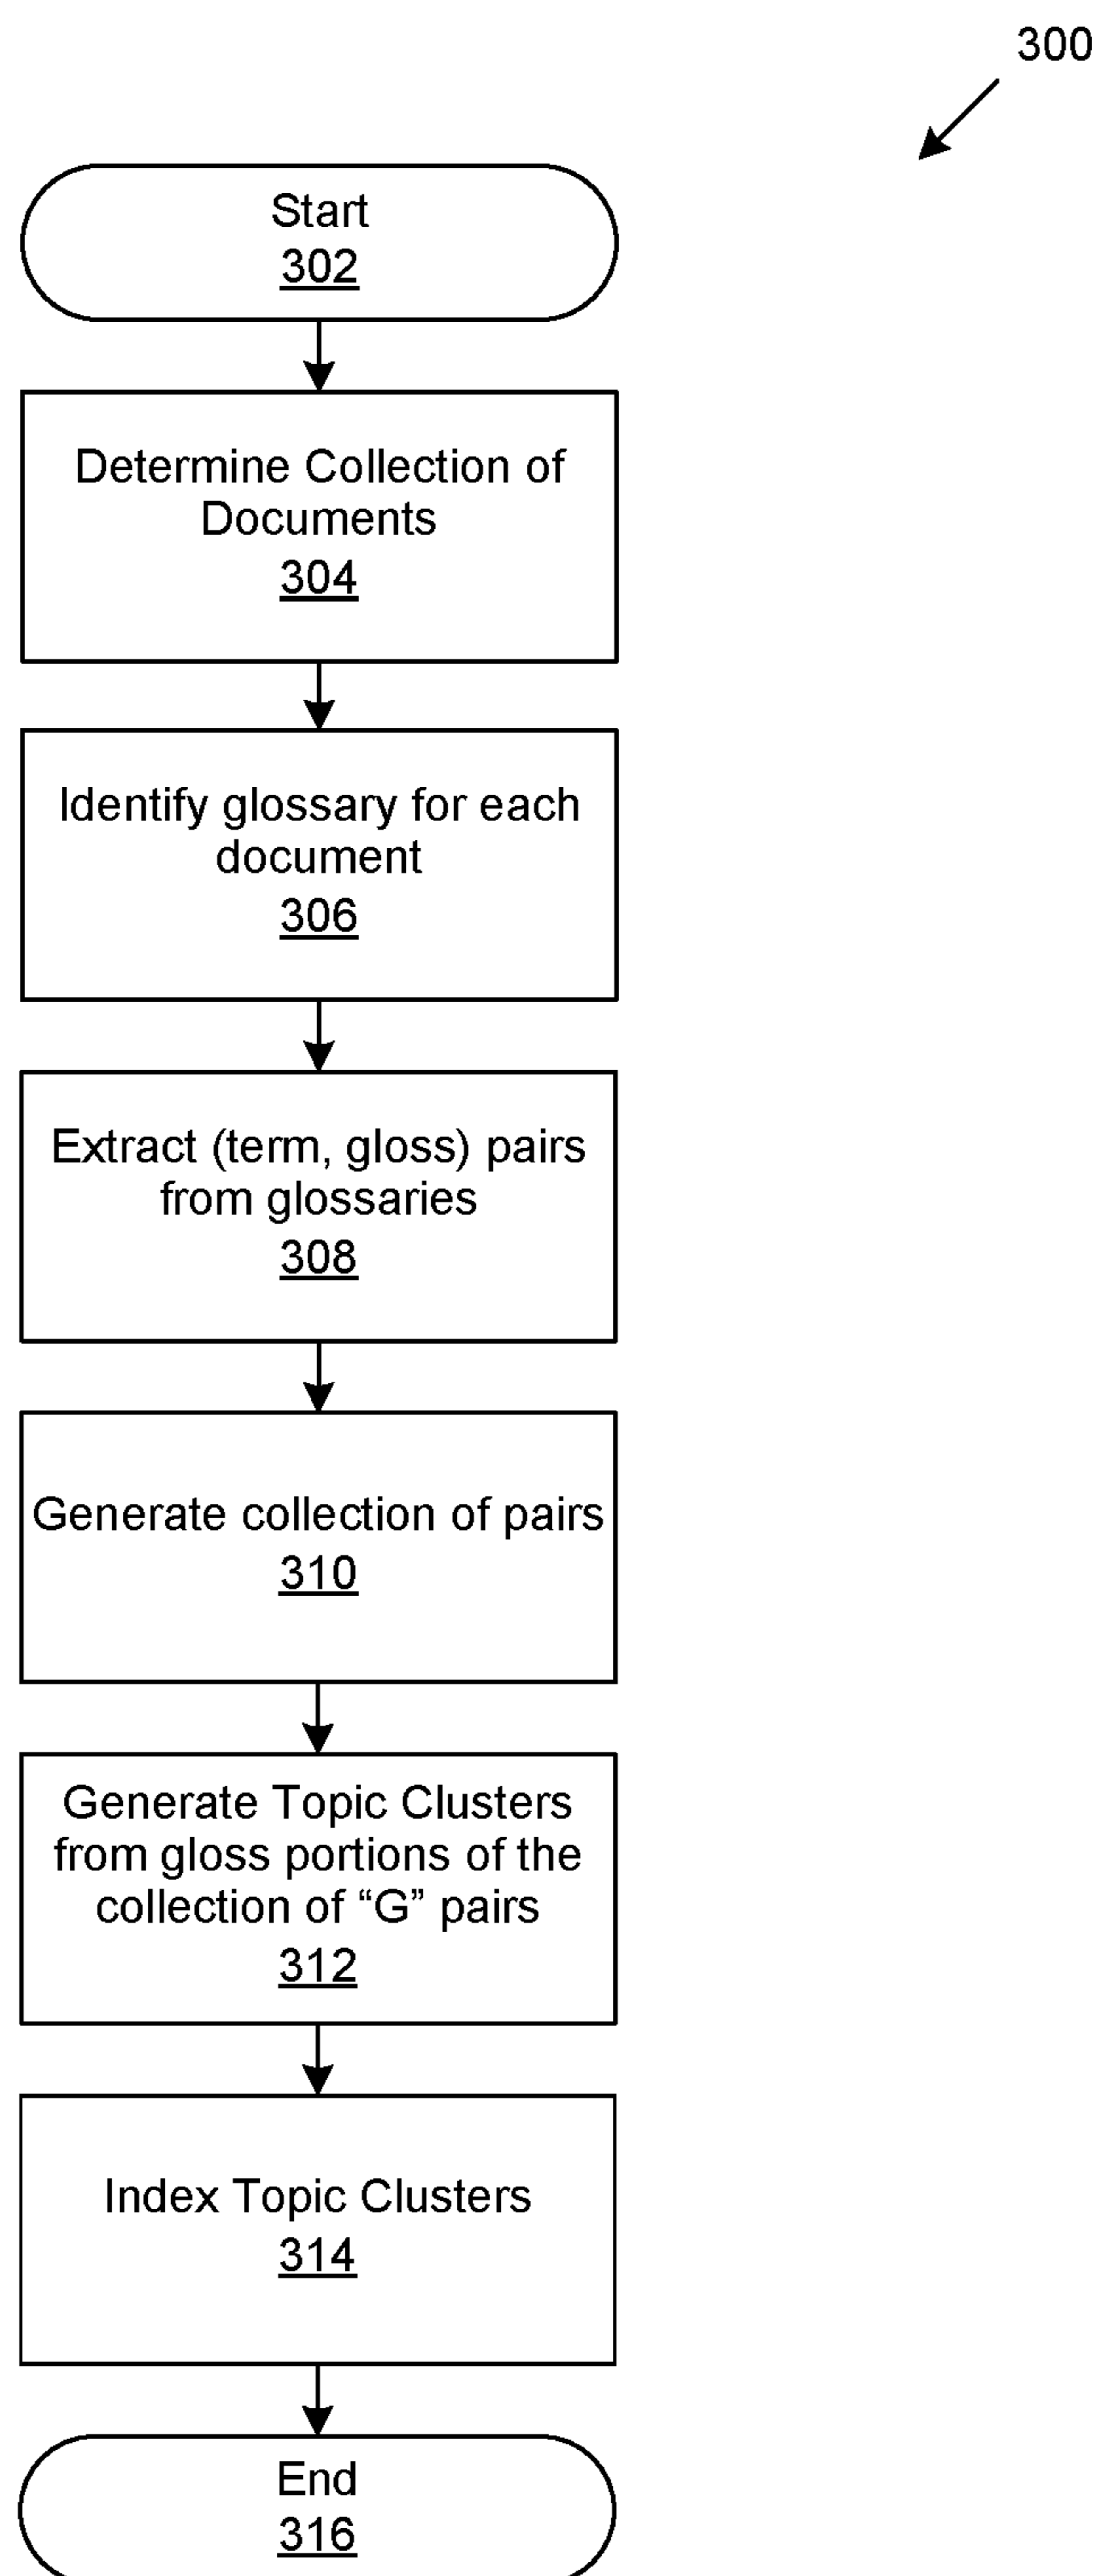 300
Start
302
Determine Collection of
Documents
304
Identify glossary for each
document
306
Extract (term, gloss) pairs
from glossaries
308
Generate collection of pairs
310
Generate Topic Clusters
from gloss portions of the
collection of “G” pairs
312
Index Topic Clusters
314
End
316